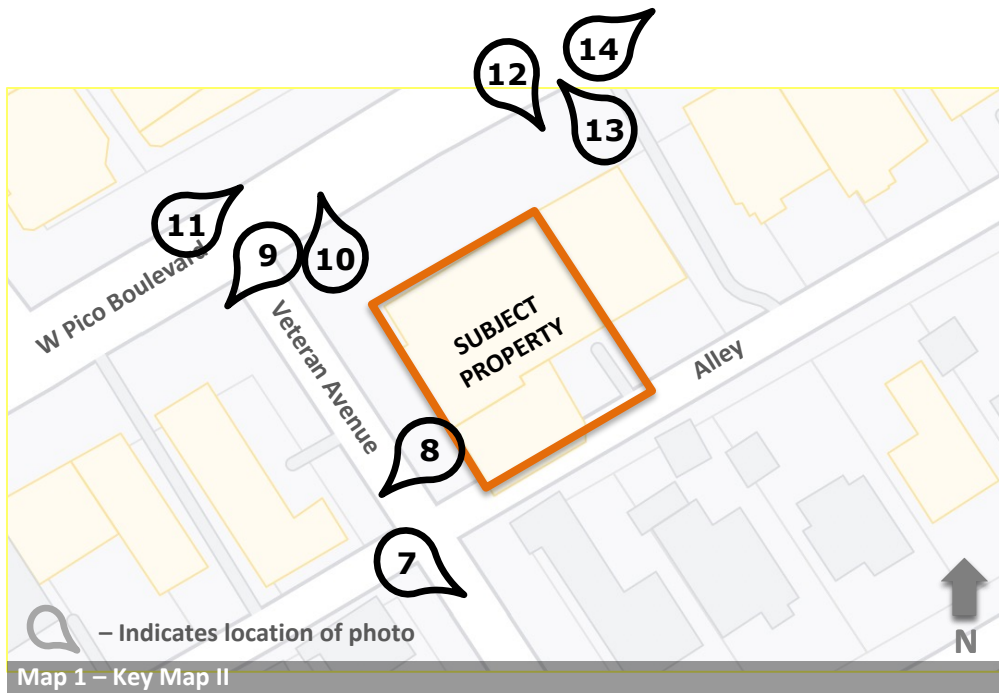 14
12
13
11
9
10
W Pico Boulevard
Veteran Avenue
SUBJECT
PROPERTY
Alley
8
7
– Indicates location of photo
N
Map 1 – Key Map II